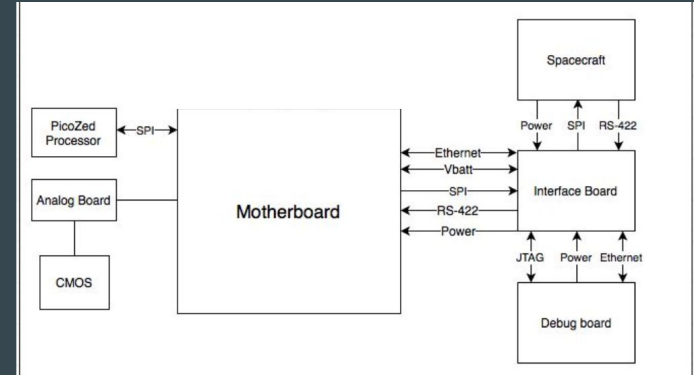 Spacecraft
PicoZed
Processor
SPI
Power SPI RS-422
Ethernet
Vbatt
SPI
RS-422
Power
Analog Board
Motherboard
Interface Board
JTAG Power Ethernet
CMOS
Debug board